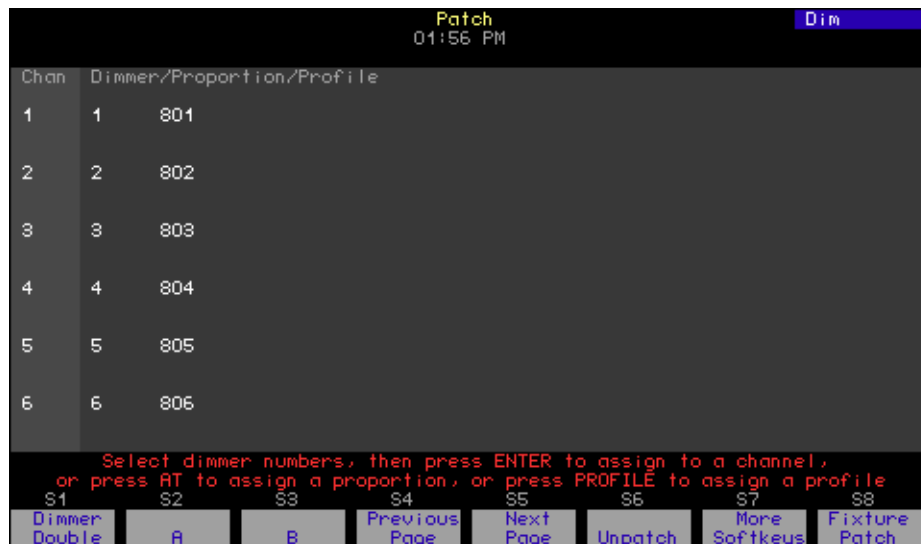 Patch
Dim
01:56 PM
Chan Dimmer/Proportion/Profile
1 1 801
2 2 802
3 3 803
4 4 804
5 5 805
6 6 806
Select dimmer numbers, then press ENTER to assign to a channel,
or press AT to assign a proportion, or press PROFILE to assign a profile
S1 S2 S3 S4 S5 S6 S7 S8
Dimmer Double A B Previous Page Next Page Unpatch More Softkeys Fixture Patch